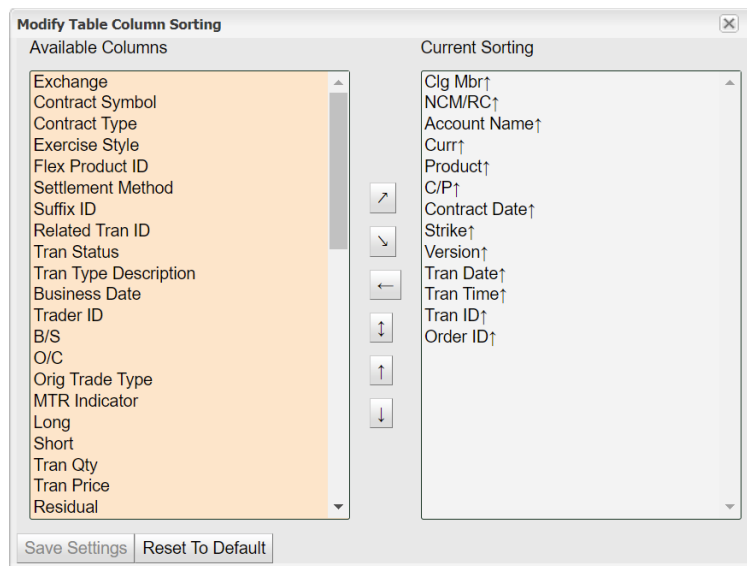 Modify Table Column Sorting
Available Columns
Exchange
Contract Symbol
Contract Type
Exercise Style
Flex Product ID
Settlement Method
Suffix ID
Related Tran ID
Tran Status
Tran Type Description
Business Date
Trader ID
B/S
O/C
Orig Trade Type
MTR Indicator
Long
Short
Tran Qty
Tran Price
Residual
↗
↘
←
↕
↑
↓
Current Sorting
Clg Mbr↑
NCM/RC↑
Account Name↑
Curr↑
Product↑
C/P↑
Contract Date↑
Strike↑
Version↑
Tran Date↑
Tran Time↑
Tran ID↑
Order ID↑
Save Settings
Reset To Default